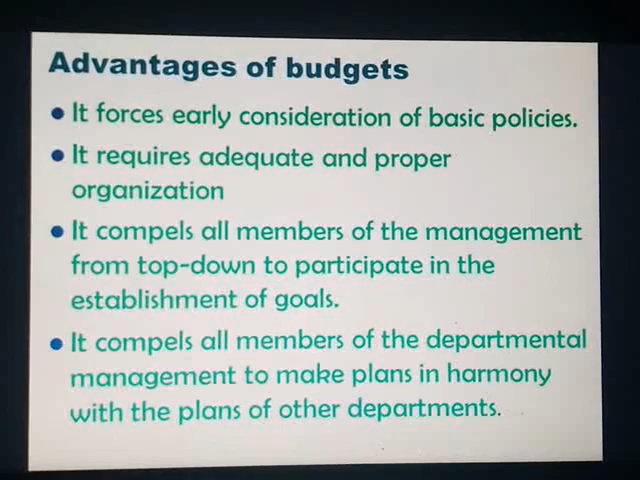 Advantages of budgets
• It forces early consideration of basic policies.
• It requires adequate and proper
organization
• It compels all members of the management
from top-down to participate in the
establishment of goals.
• It compels all members of the departmental
management to make plans in harmony
with the plans of other departments.